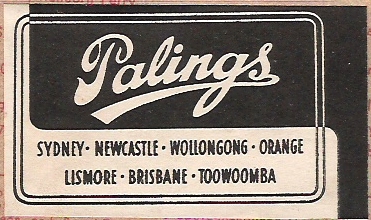 Palings
SYDNEY · NEWCASTLE · WOLLONGONG · ORANGE
LISMORE · BRISBANE · TOOWOOMBA